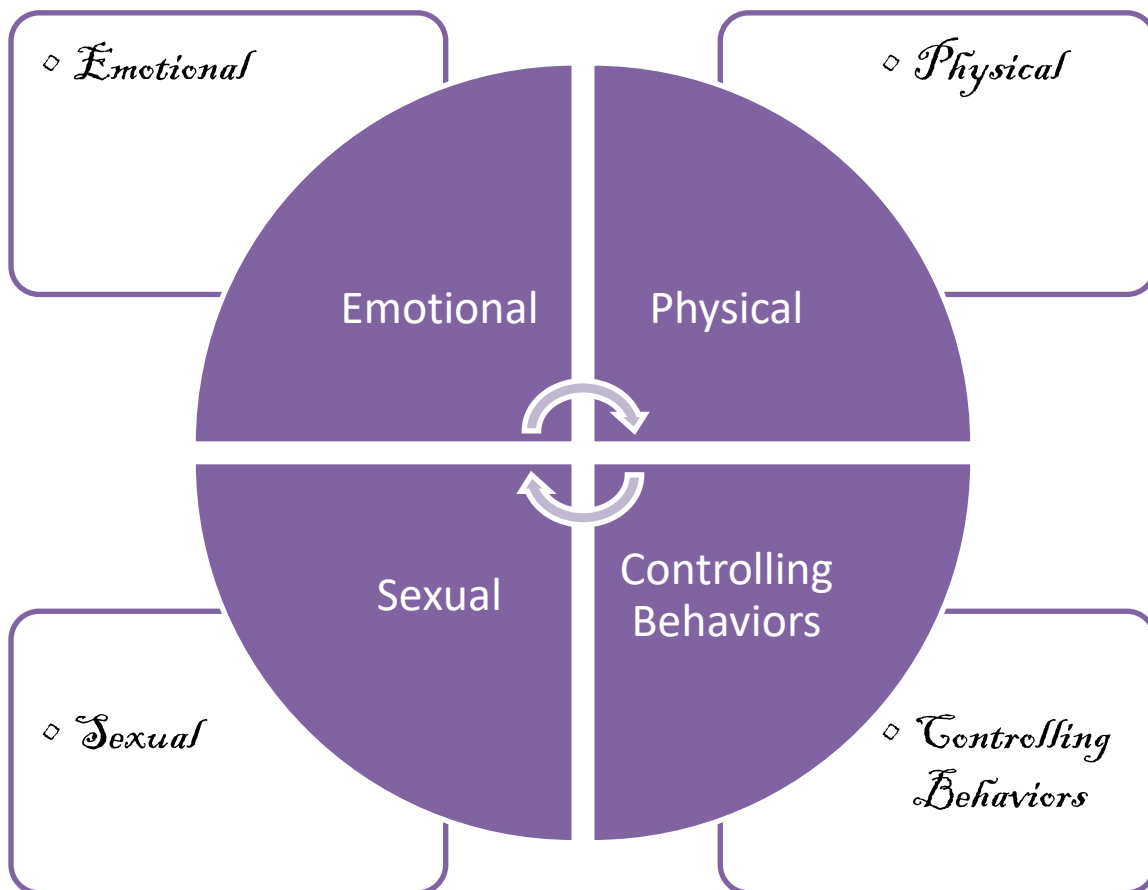 ◊ Emotional
◊ Physical
Emotional
Physical
Sexual
Controlling
Behaviors
◊ Sexual
◊ Controlling
Behaviors